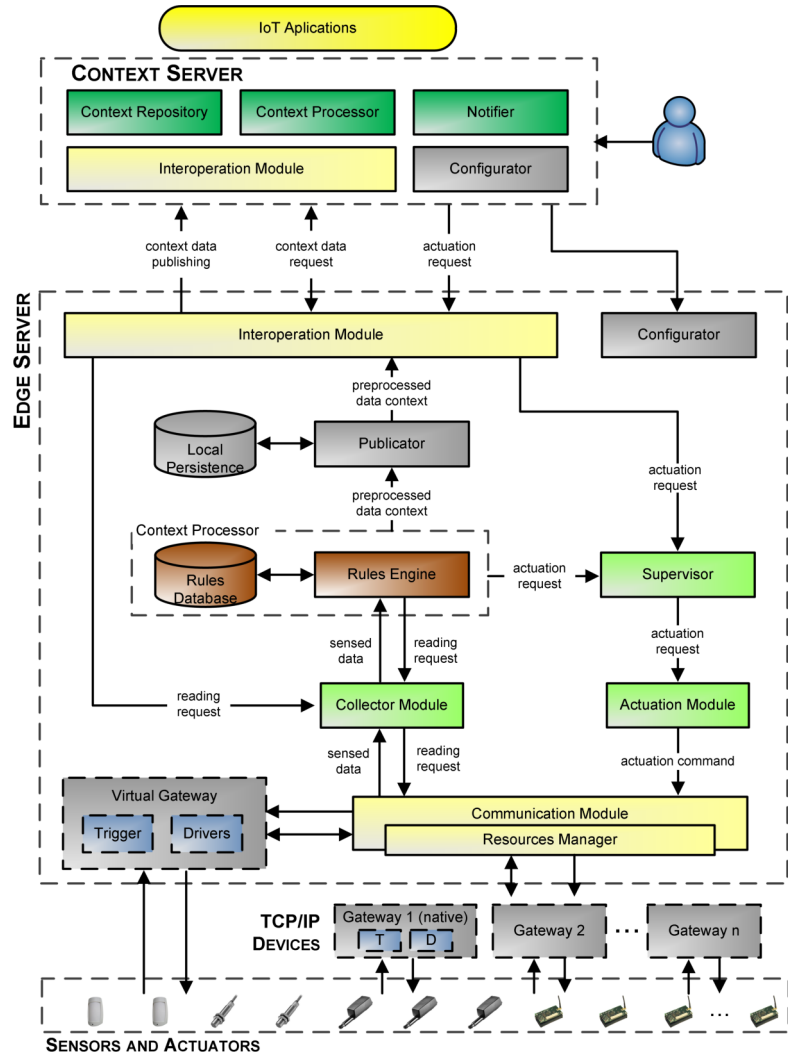 IoT Aplications
CONTEXT SERVER
Context Repository
Context Processor
Notifier
Interoperation Module
Configurator
context data
publishing
context data
request
actuation
request
EDGE SERVER
Interoperation Module
Configurator
preprocessed
data context
Local
Persistence
Publicator
actuation
request
preprocessed
data context
Context Processor
Rules
Database
Rules Engine
actuation
request
Supervisor
sensed
data
reading
request
actuation
request
reading
request
Collector Module
Actuation Module
sensed
data
reading
request
actuation command
Virtual Gateway
Trigger
Drivers
Communication Module
Resources Manager
TCP/IP
DEVICES
Gateway 1 (native)
T
D
Gateway 2
...
Gateway n
...
SENSORS AND ACTUATORS